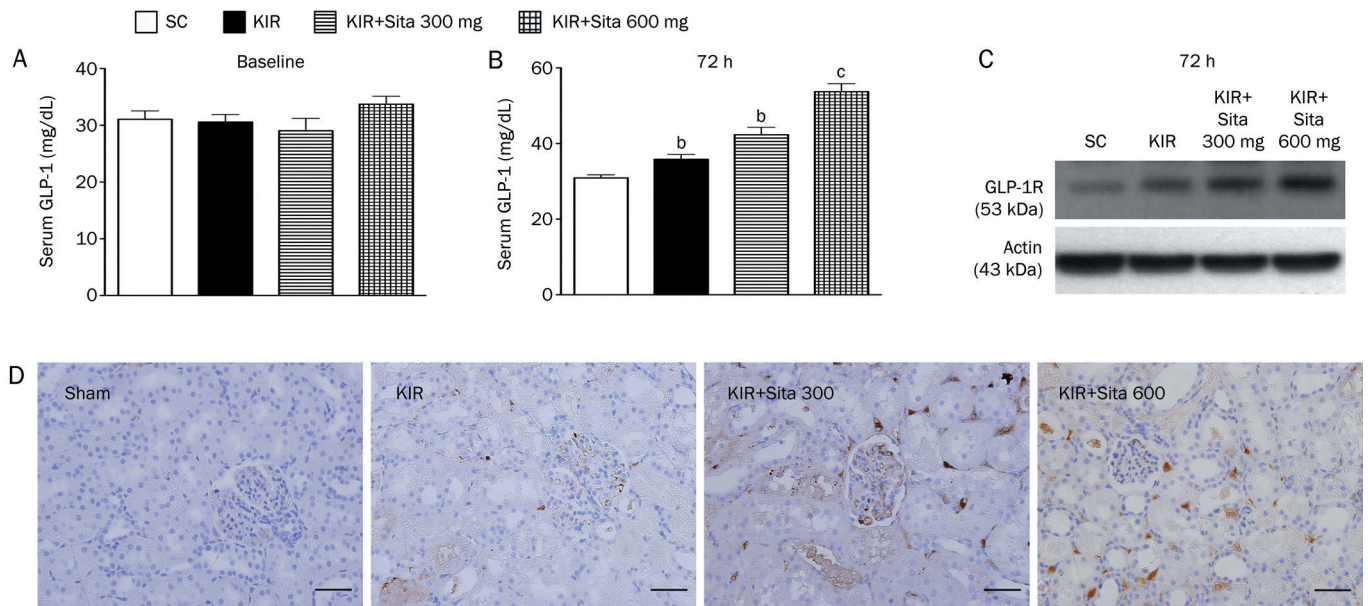 SC KIR KIR+Sita 300 mg KIR+Sita 600 mg
A
Baseline
Serum GLP-1 (mg/dL)
40
30
20
10
0
B
72 h
Serum GLP-1 (mg/dL)
60
40
20
0
b
b
c
C
72 h
SC
KIR
KIR+
Sita
300 mg
KIR+
Sita
600 mg
GLP-1R
(53 kDa)
Actin
(43 kDa)
D
Sham
KIR
KIR+Sita 300
KIR+Sita 600